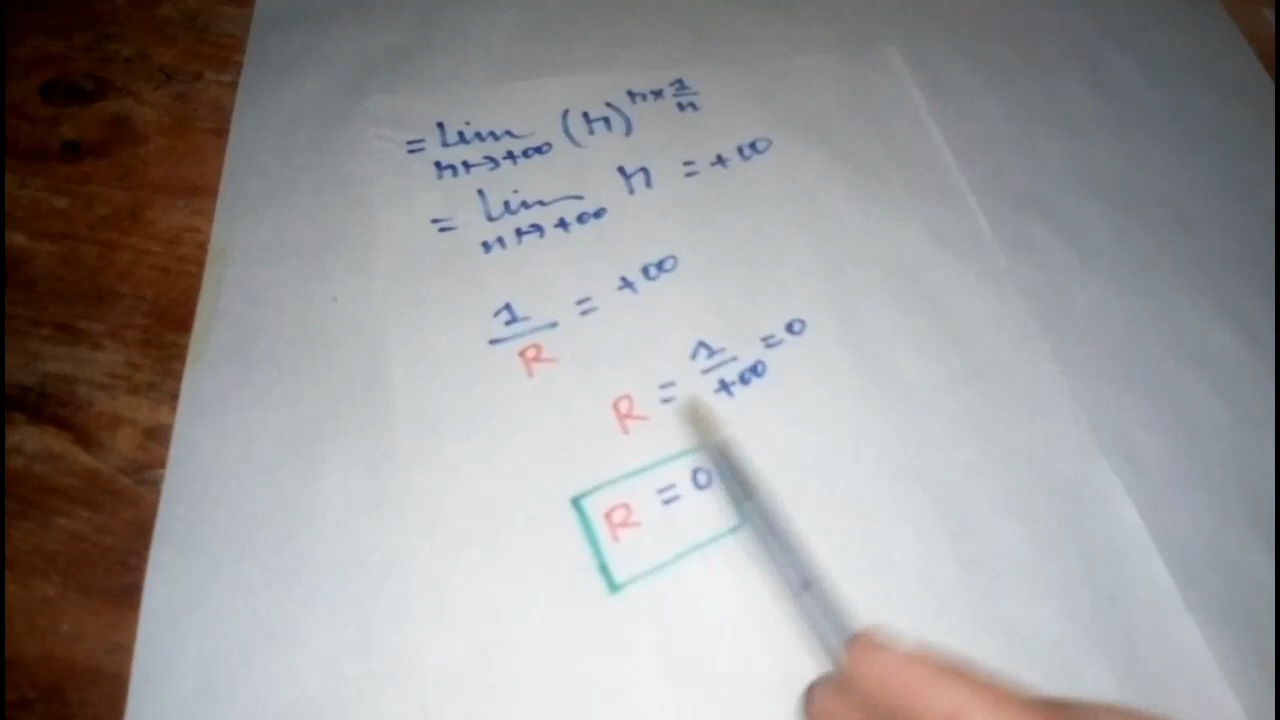 = lim (n)^{n×1/n}
n↦+∞
= lim n = +∞
n↦+∞
1/R = +∞
R = 1/+∞ = 0
R = 0